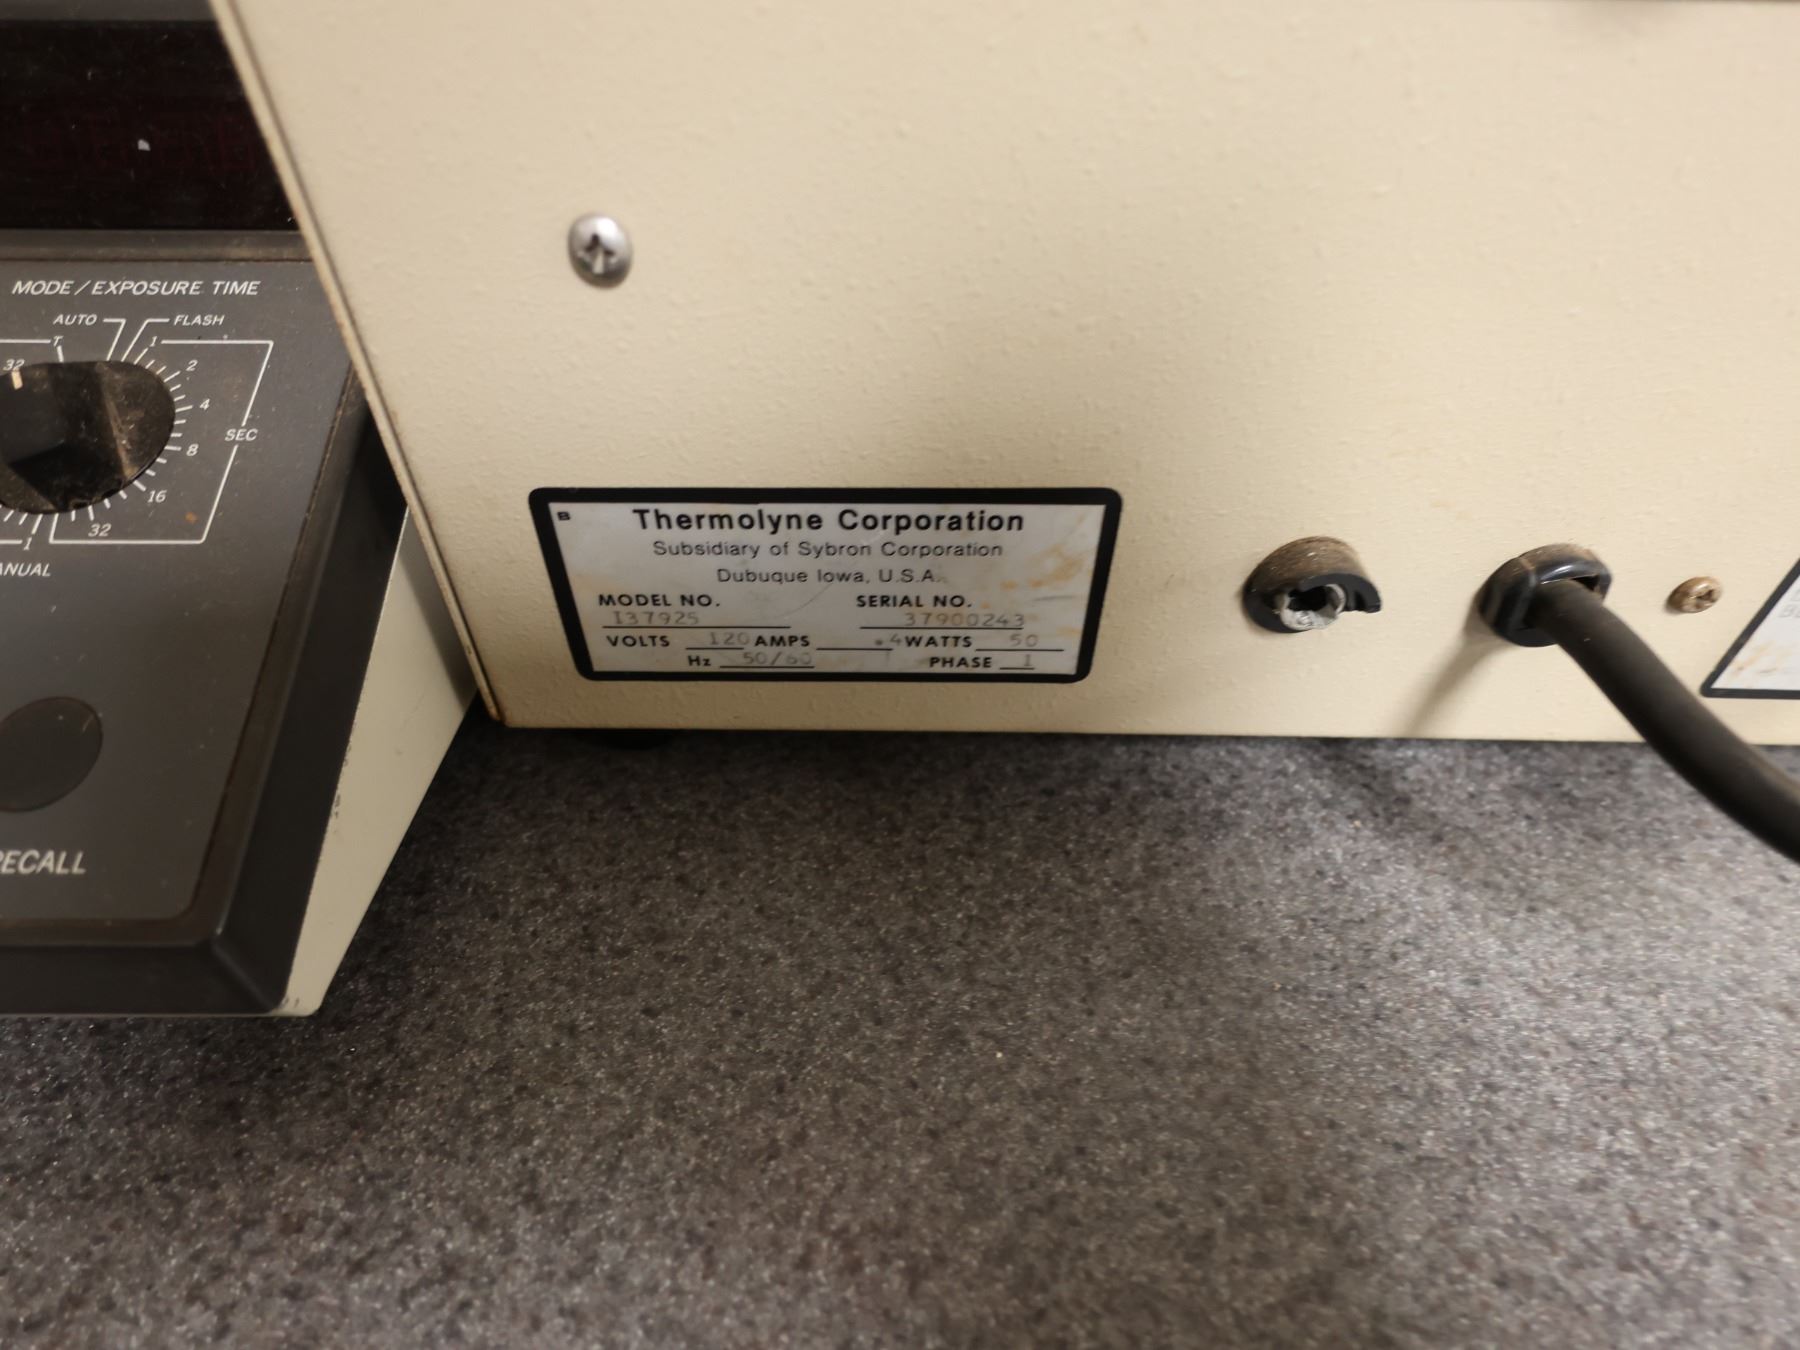 MODE/EXPOSURE TIME
AUTO FLASH
T 1
32 2
4
SEC
8
16
32
1
RECALL
B
Thermolyne Corporation
Subsidiary of Sybron Corporation
Dubuque Iowa, U.S.A.
MODEL NO. SERIAL NO.
I37925 37900243
VOLTS 120 AMPS .4 WATTS 50
Hz 50/60 PHASE 1